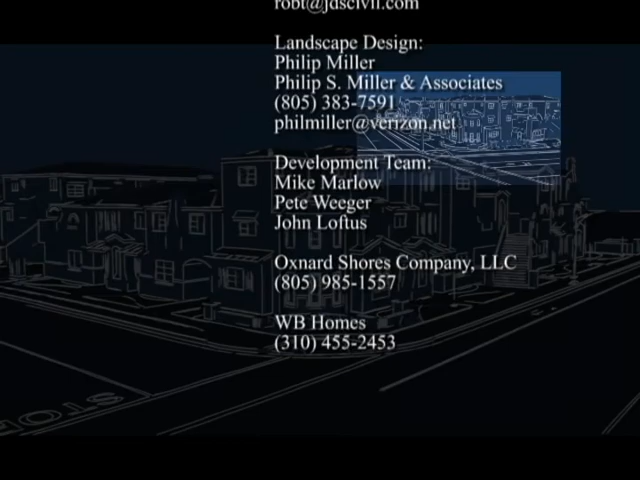 robt@jdscivil.com
Landscape Design:
Philip Miller
Philip S. Miller & Associates
(805) 383-7591
philmiller@verizon.net
Development Team:
Mike Marlow
Pete Weeger
John Loftus
Oxnard Shores Company, LLC
(805) 985-1557
WB Homes
(310) 455-2453
STOP